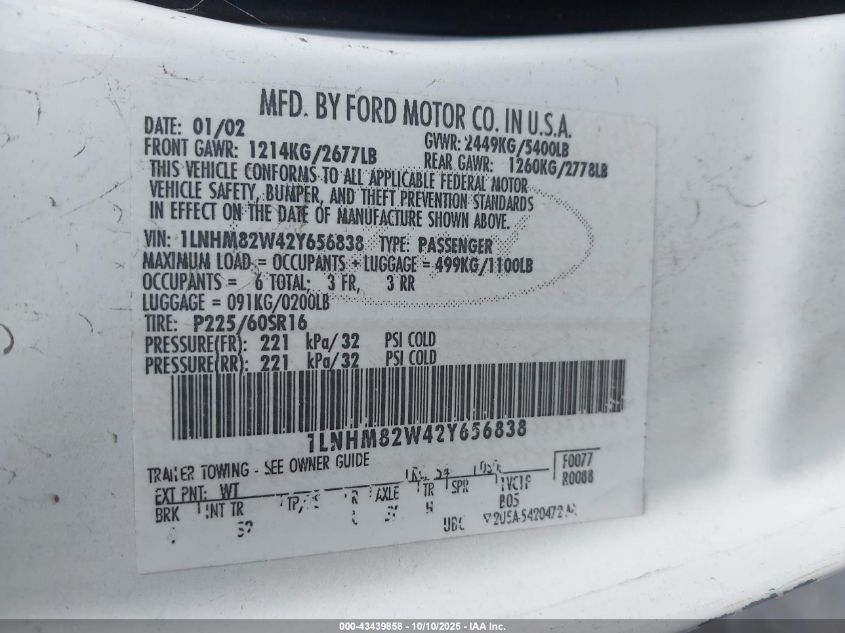 MFD. BY FORD MOTOR CO. IN U.S.A.
DATE: 01/02 GVWR: 2449KG/5400LB
FRONT GAWR: 1214KG/2677LB REAR GAWR: 1260KG/2778LB
THIS VEHICLE CONFORMS TO ALL APPLICABLE FEDERAL MOTOR
VEHICLE SAFETY, BUMPER, AND THEFT PREVENTION STANDARDS
IN EFFECT ON THE DATE OF MANUFACTURE SHOWN ABOVE.
VIN: 1LNHM82W42Y656838 TYPE: PASSENGER
MAXIMUM LOAD = OCCUPANTS + LUGGAGE = 499KG/1100LB
OCCUPANTS = 6 TOTAL; 3 FR, 3 RR
LUGGAGE = 091KG/0200LB
TIRE: P225/60SR16
PRESSURE(FR): 221 kPa/32 PSI COLD
PRESSURE(RR): 221 kPa/32 PSI COLD
1LNHM82W42Y656838
TRAILER TOWING - SEE OWNER GUIDE
F0077
EXT PNT: WT R0088
BRK INT TR AXLE TR SPR
B05
UBC
000-43439858 - 10/10/2025 - IAA Inc.